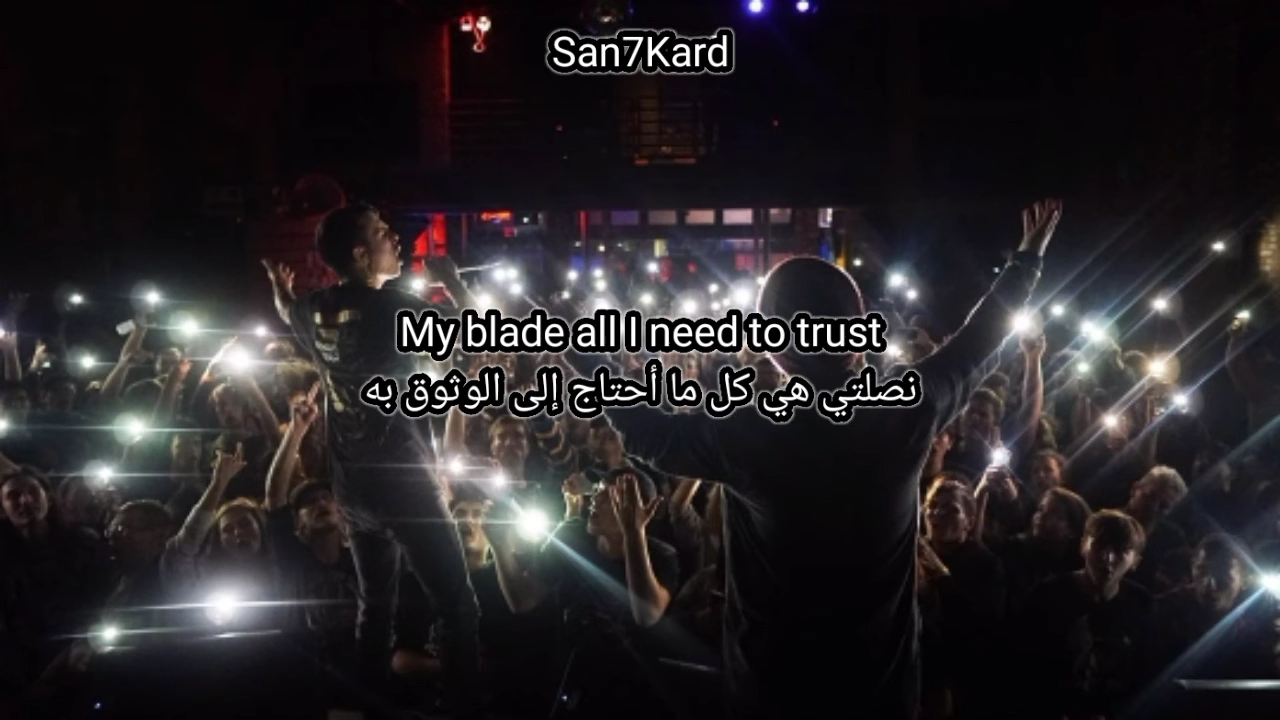 San7Kard
My blade all I need to trust
نصلتي هي كل ما أحتاج إلى الوثوق به